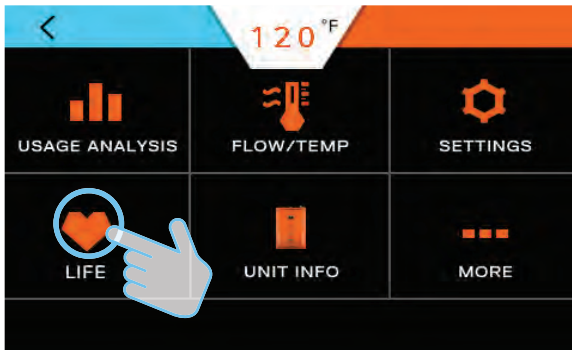 120 °F
USAGE ANALYSIS
FLOW/TEMP
SETTINGS
LIFE
UNIT INFO
MORE